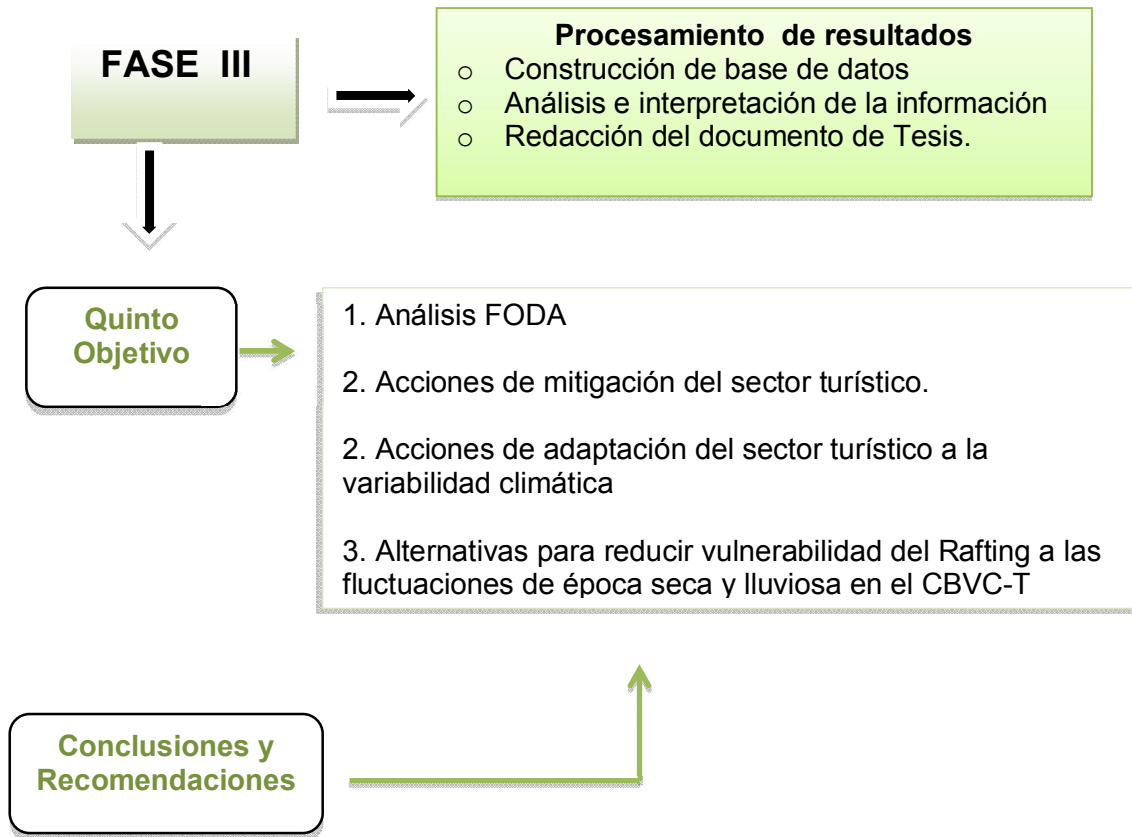 FASE III
Procesamiento de resultados
o Construcción de base de datos
o Análisis e interpretación de la información
o Redacción del documento de Tesis.
Quinto
Objetivo
1. Análisis FODA
2. Acciones de mitigación del sector turístico.
2. Acciones de adaptación del sector turístico a la
variabilidad climática
3. Alternativas para reducir vulnerabilidad del Rafting a las
fluctuaciones de época seca y lluviosa en el CBVC-T
Conclusiones y
Recomendaciones